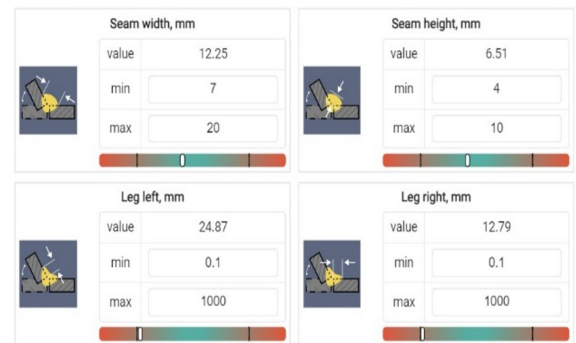 Seam width, mm
value 12.25
min 7
max 20
Seam height, mm
value 6.51
min 4
max 10
Leg left, mm
value 24.87
min 0.1
max 1000
Leg right, mm
value 12.79
min 0.1
max 1000